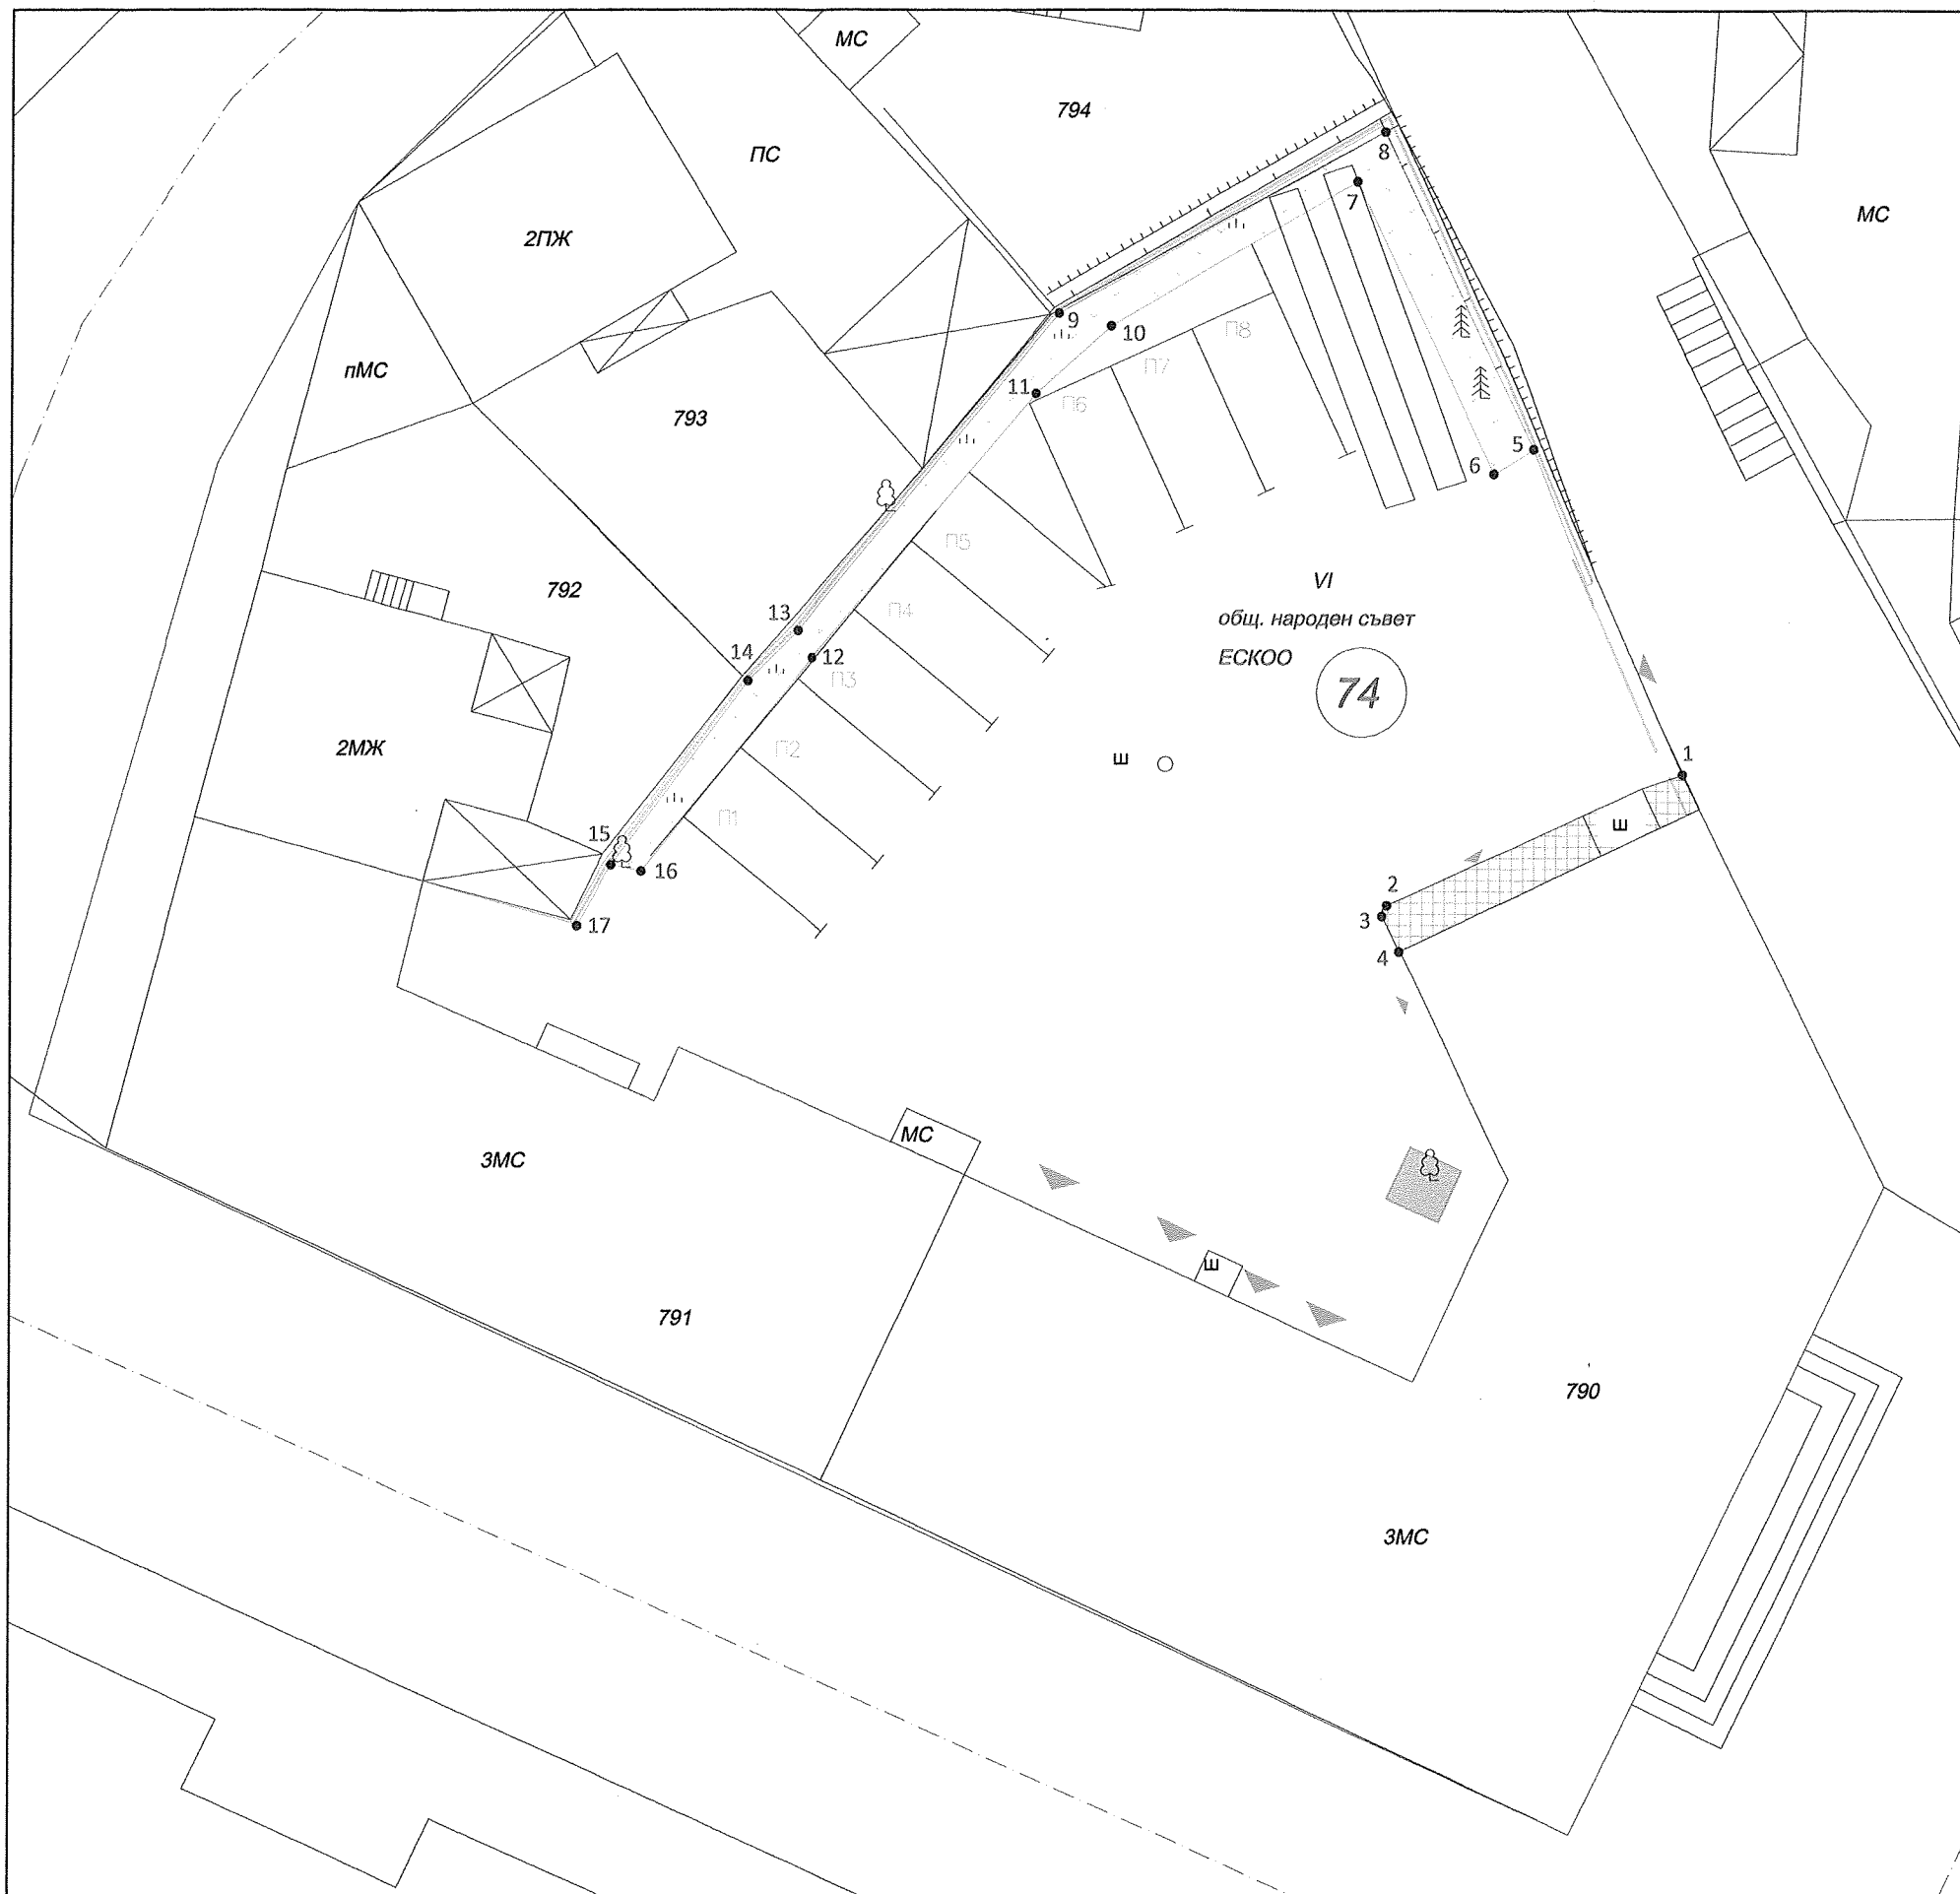 МС
794
ПС
8
7
МС
2ПЖ
9
10
П8
П7
пМС
11
П6
793
5
6
П5
VI
792
П4
общ. народен съвет
13
ЕСКОО
14
12
П3
74
2МЖ
П2
Ш
1
П1
Ш
15
16
2
3
17
4
МС
3МС
Ш
791
790
3МС